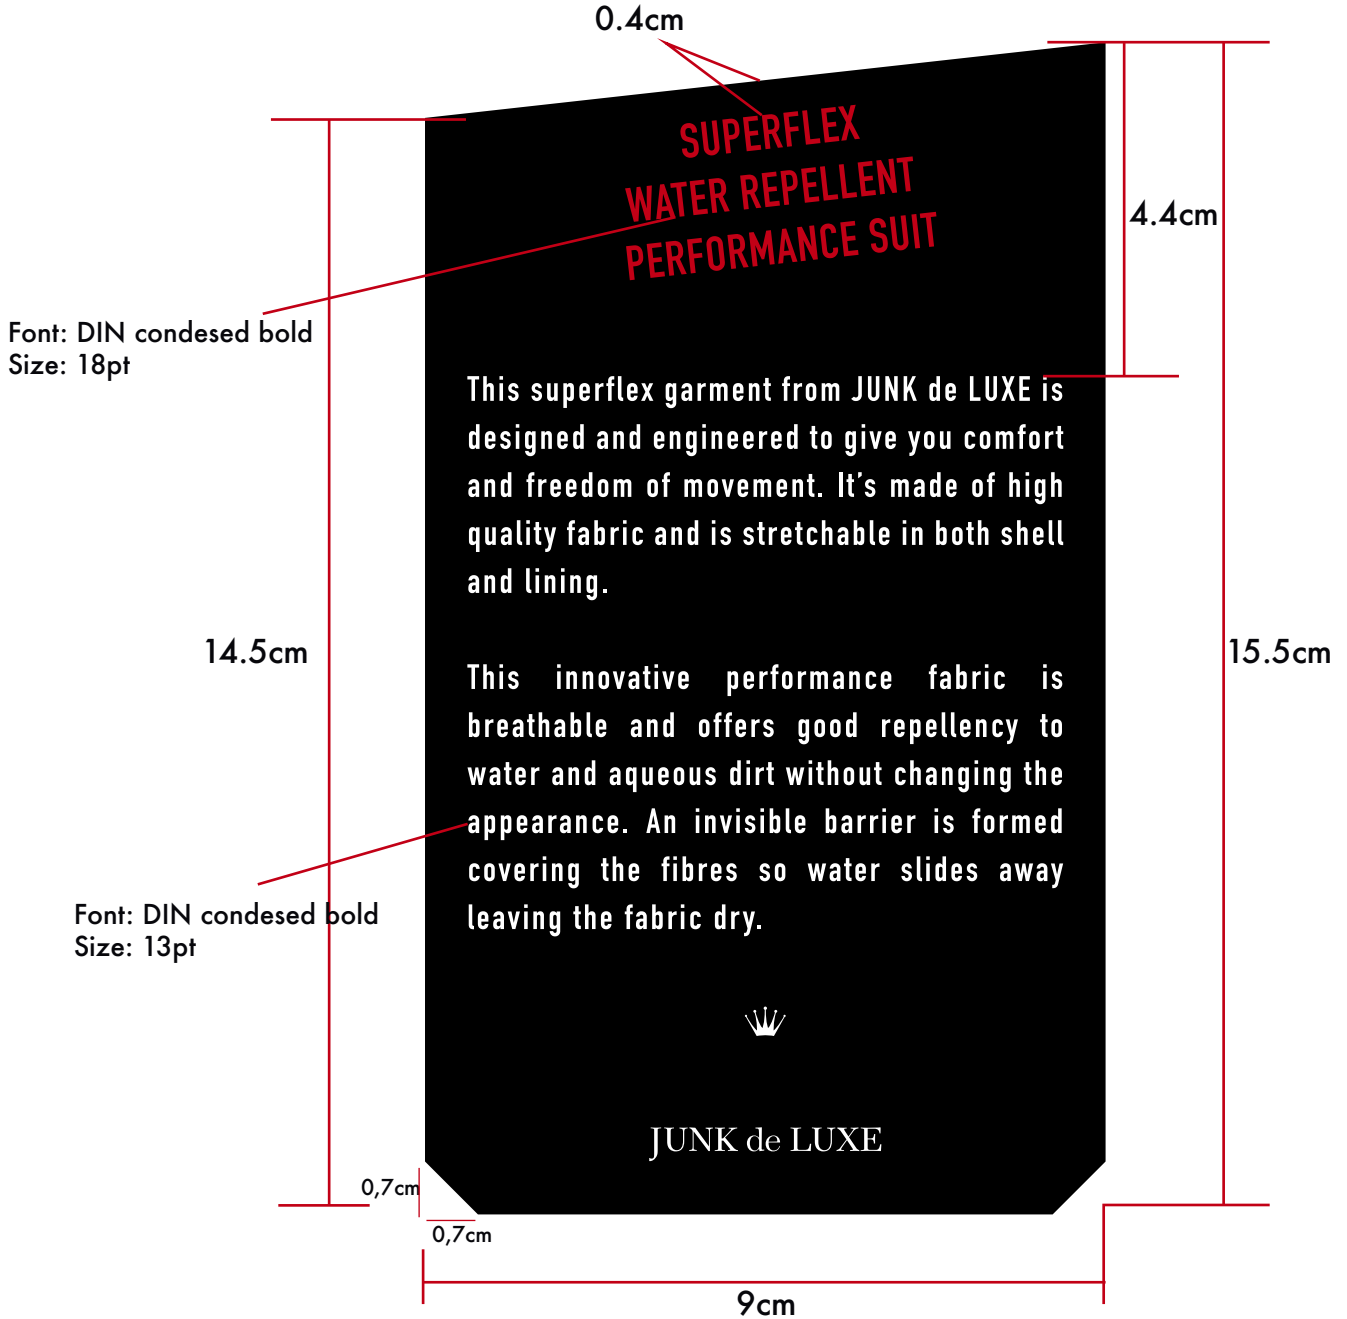 0.4cm
SUPERFLEX
WATER REPELLENT
PERFORMANCE SUIT
4.4cm
Font: DIN condesed bold
Size: 18pt
This superflex garment from JUNK de LUXE is
designed and engineered to give you comfort
and freedom of movement. It’s made of high
quality fabric and is stretchable in both shell
and lining.
14.5cm
15.5cm
This innovative performance fabric is
breathable and offers good repellency to
water and aqueous dirt without changing the
appearance. An invisible barrier is formed
covering the fibres so water slides away
leaving the fabric dry.
Font: DIN condesed bold
Size: 13pt
JUNK de LUXE
0,7cm
0,7cm
9cm